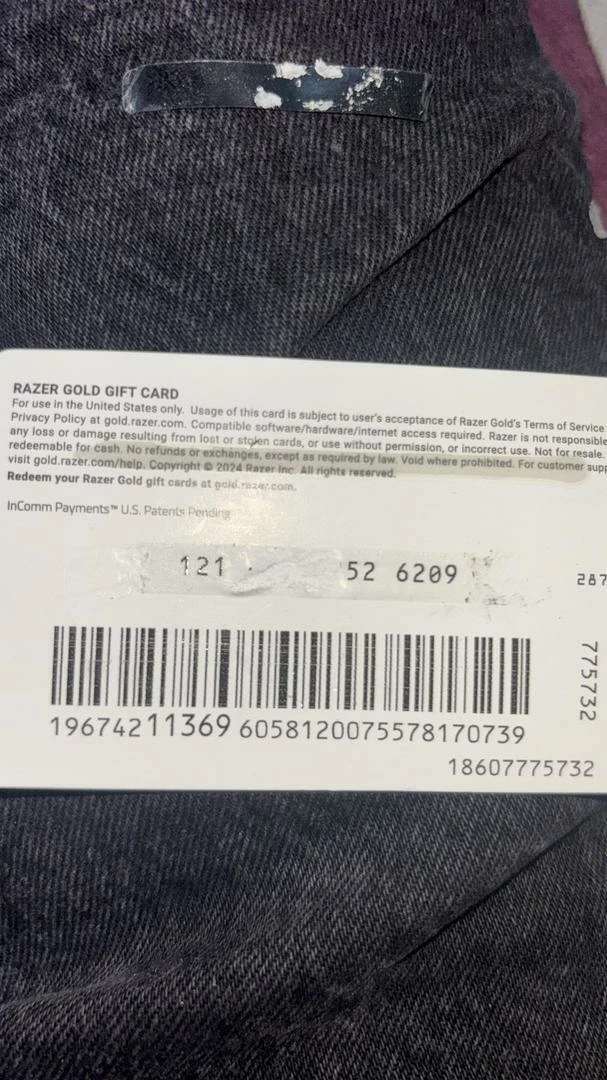 RAZER GOLD GIFT CARD
For use in the United States only. Usage of this card is subject to user's acceptance of Razer Gold's Terms of Service
Privacy Policy at gold.razer.com. Compatible software/hardware/internet access required. Razer is not responsible
any loss or damage resulting from lost or stolen cards, or use without permission, or incorrect use. Not for resale.
redeemable for cash. No refunds or exchanges, except as required by law. Void where prohibited. For customer supp
visit gold.razer.com/help. Copyright © 2024 Razer Inc. All rights reserved.
Redeem your Razer Gold gift cards at gold.razer.com.
InComm Payments™ U.S. Patents Pending
121 52 6209
287
775732
19674211369 6058120075578170739
18607775732